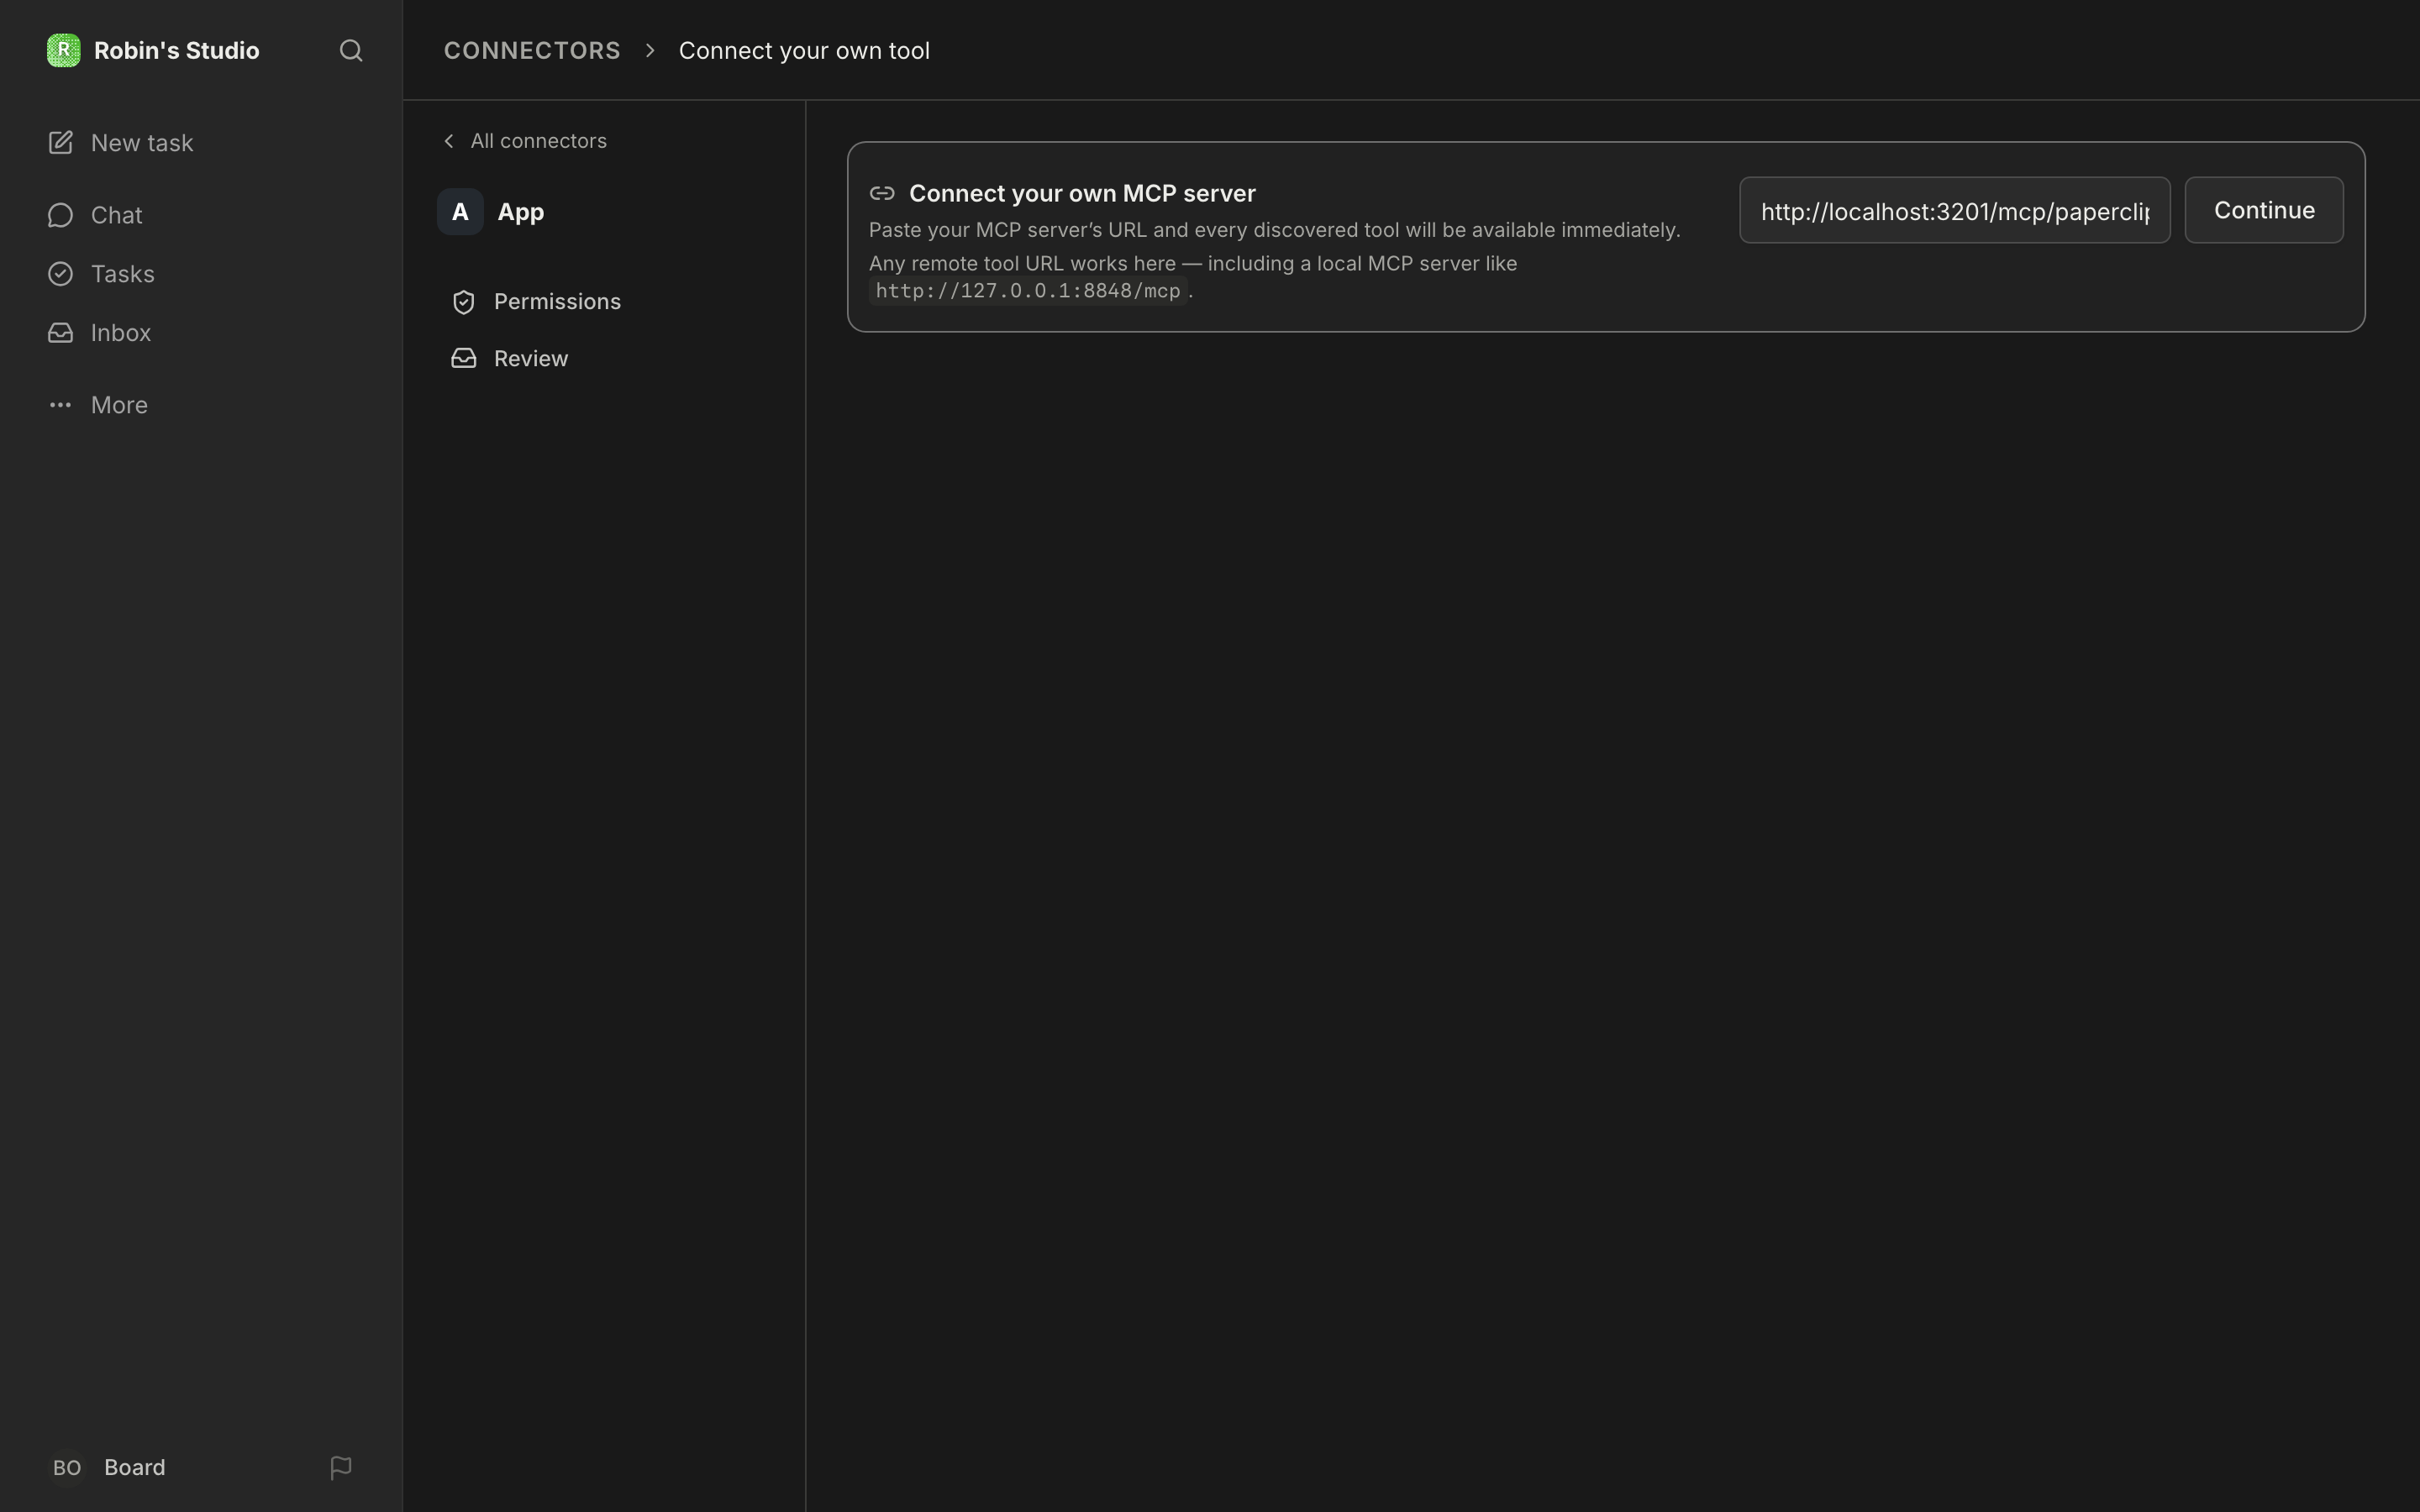 R Robin's Studio
New task
Chat
Tasks
Inbox
More
BO Board
CONNECTORS > Connect your own tool
All connectors
A App
Permissions
Review
Connect your own MCP server
Paste your MCP server’s URL and every discovered tool will be available immediately.
Any remote tool URL works here — including a local MCP server like
http://127.0.0.1:8848/mcp.
http://localhost:3201/mcp/paperclip
Continue